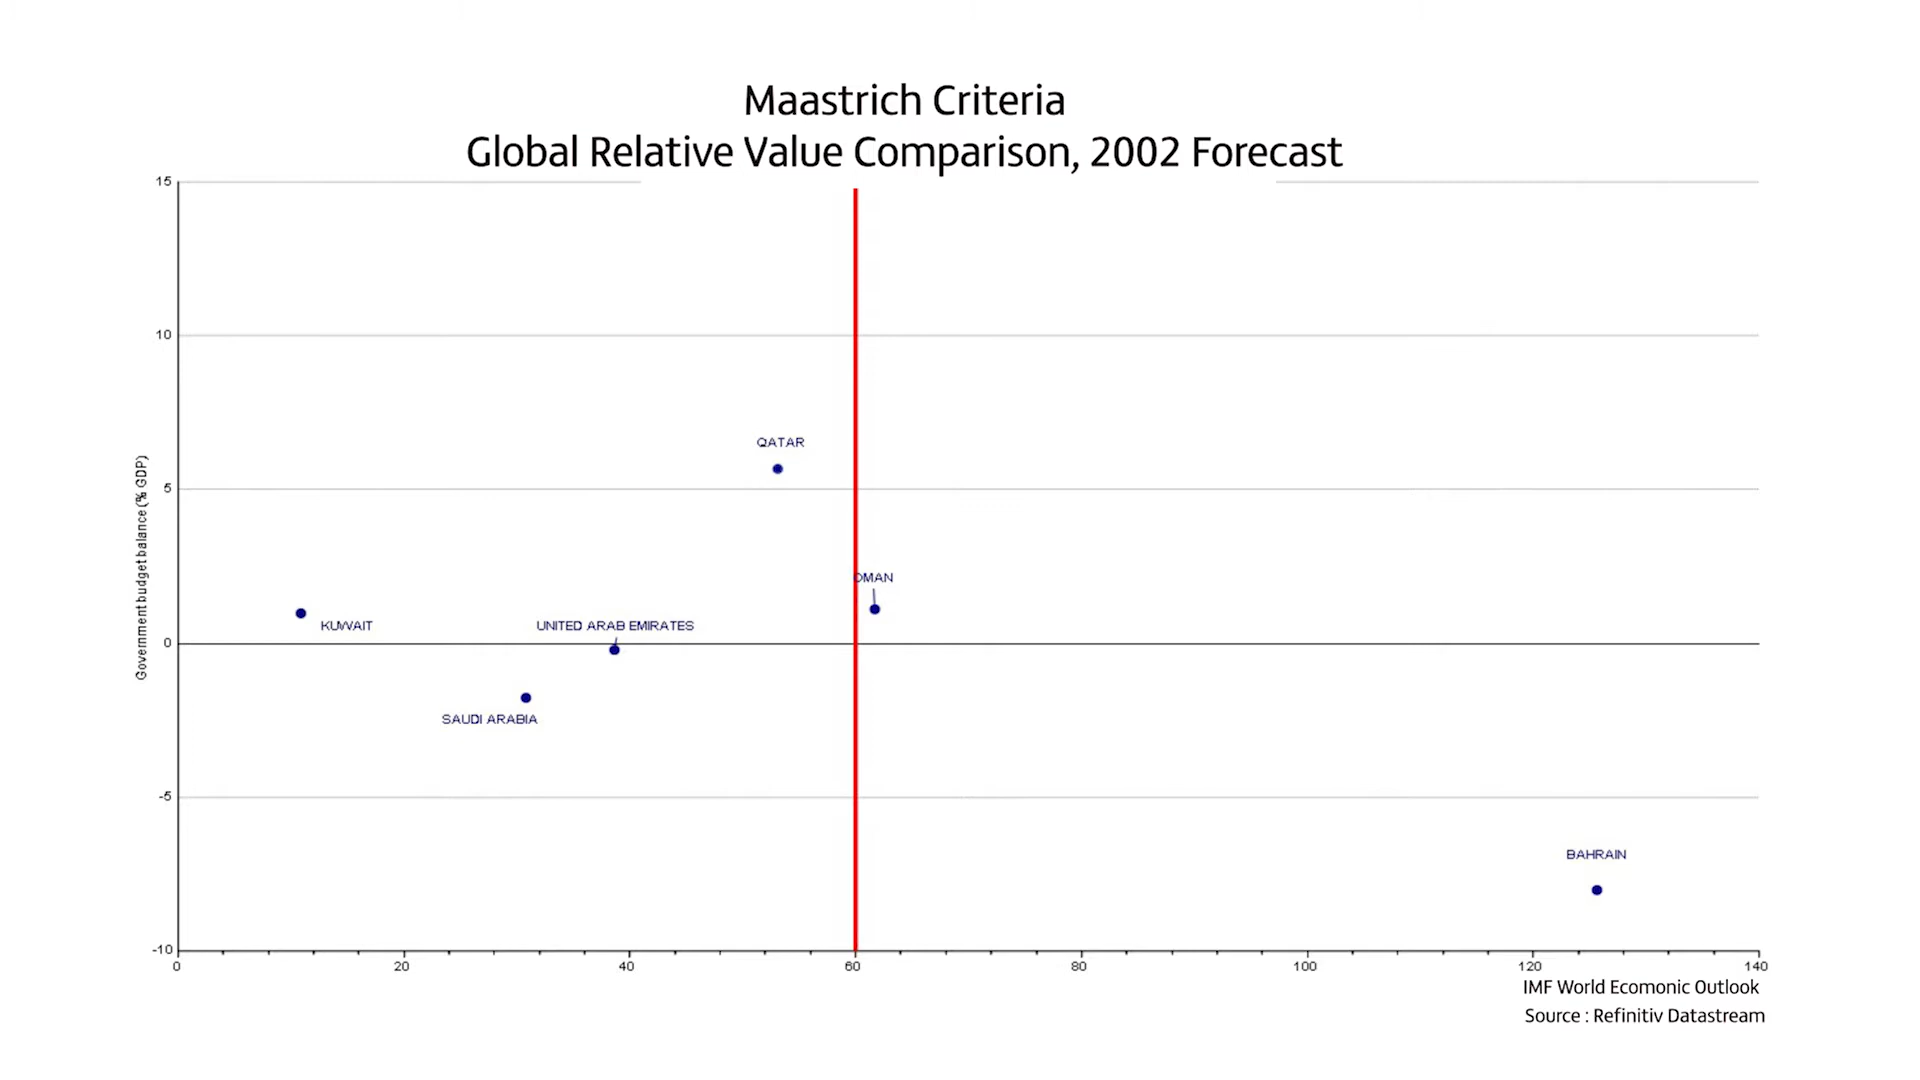 Maastrich Criteria
Global Relative Value Comparison, 2002 Forecast
15
10
5
0
-5
-10
Government budget balance (% GDP)
QATAR
OMAN
KUWAIT
UNITED ARAB EMIRATES
SAUDI ARABIA
BAHRAIN
0 20 40 60 80 100 120 140
IMF World Ecomonic Outlook
Source : Refinitiv Datastream